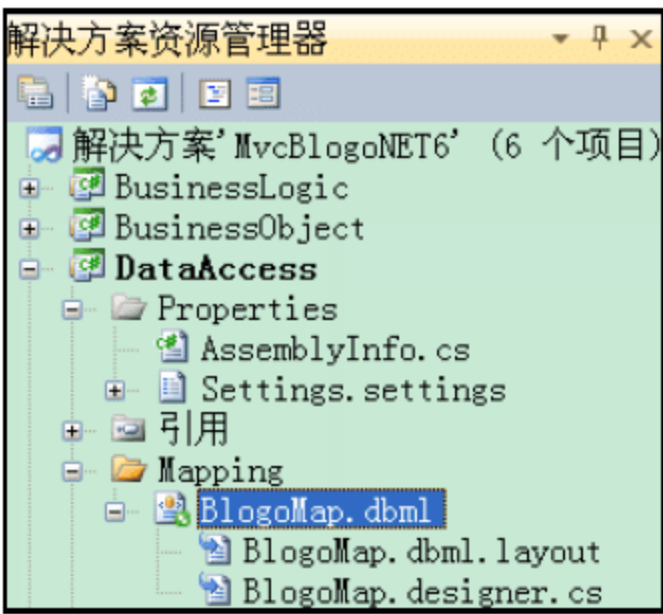 解决方案资源管理器
解决方案'MvcBlogoNET6' (6 个项目)
BusinessLogic
BusinessObject
DataAccess
Properties
AssemblyInfo.cs
Settings.settings
引用
Mapping
BlogoMap.dbml
BlogoMap.dbml.layout
BlogoMap.designer.cs